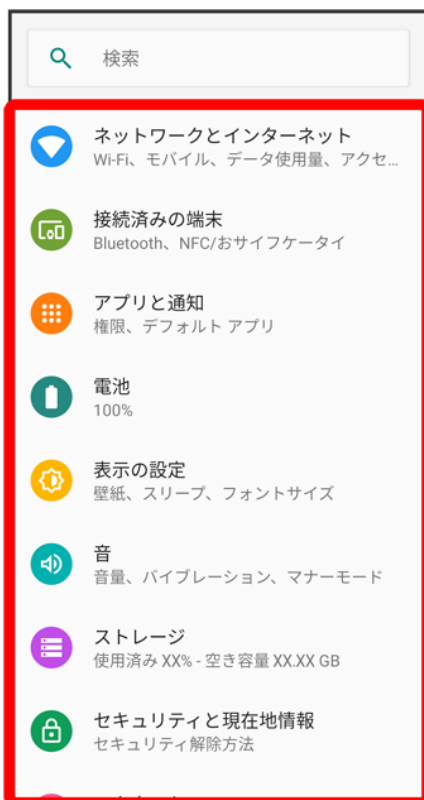 検索
ネットワークとインターネット
Wi-Fi、モバイル、データ使用量、アクセ...
接続済みの端末
Bluetooth、NFC/おサイフケータイ
アプリと通知
権限、デフォルト アプリ
電池
100%
表示の設定
壁紙、スリープ、フォントサイズ
音
音量、バイブレーション、マナーモード
ストレージ
使用済み XX% - 空き容量 XX.XX GB
セキュリティと現在地情報
セキュリティ解除方法